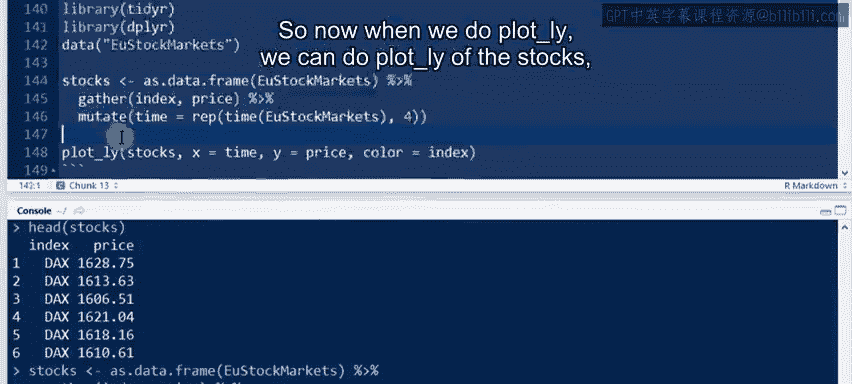 140 library(tidyr)
GPT中英字幕课程资源@bilibili.com
141 library(dplyr)
So now when we do plot_ly,
142 data("EuStockMarkets")
we can do plot_ly of the stocks,
143
144 stocks <- as.data.frame(EuStockMarkets) %>%
145 gather(index, price) %>%
146 mutate(time = rep(time(EuStockMarkets), 4))
147
148 plot_ly(stocks, x = time, y = price, color = index)
149 ```
142:1 Chunk 13 R Markdown
Console ~/
> head(stocks)
index price
1 DAX 1628.75
2 DAX 1613.63
3 DAX 1606.51
4 DAX 1621.04
5 DAX 1618.16
6 DAX 1610.61
> stocks <- as.data.frame(EuStockMarkets) %>%